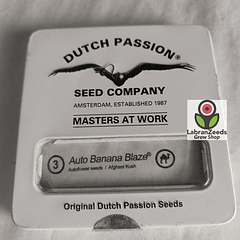 DUTCH PASSION®
SEED COMPANY
AMSTERDAM, ESTABLISHED 1987
MASTERS AT WORK
LabranZeeds
Grow Shop
3
Auto Banana Blaze®
Autoflower seeds / Afghani Kush
Original Dutch Passion Seeds